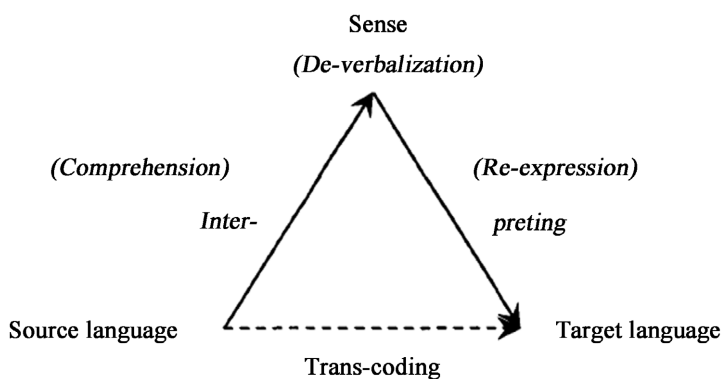 Sense
(De-verbalization)
(Comprehension)
(Re-expression)
Inter-
preting
Source language
Target language
Trans-coding